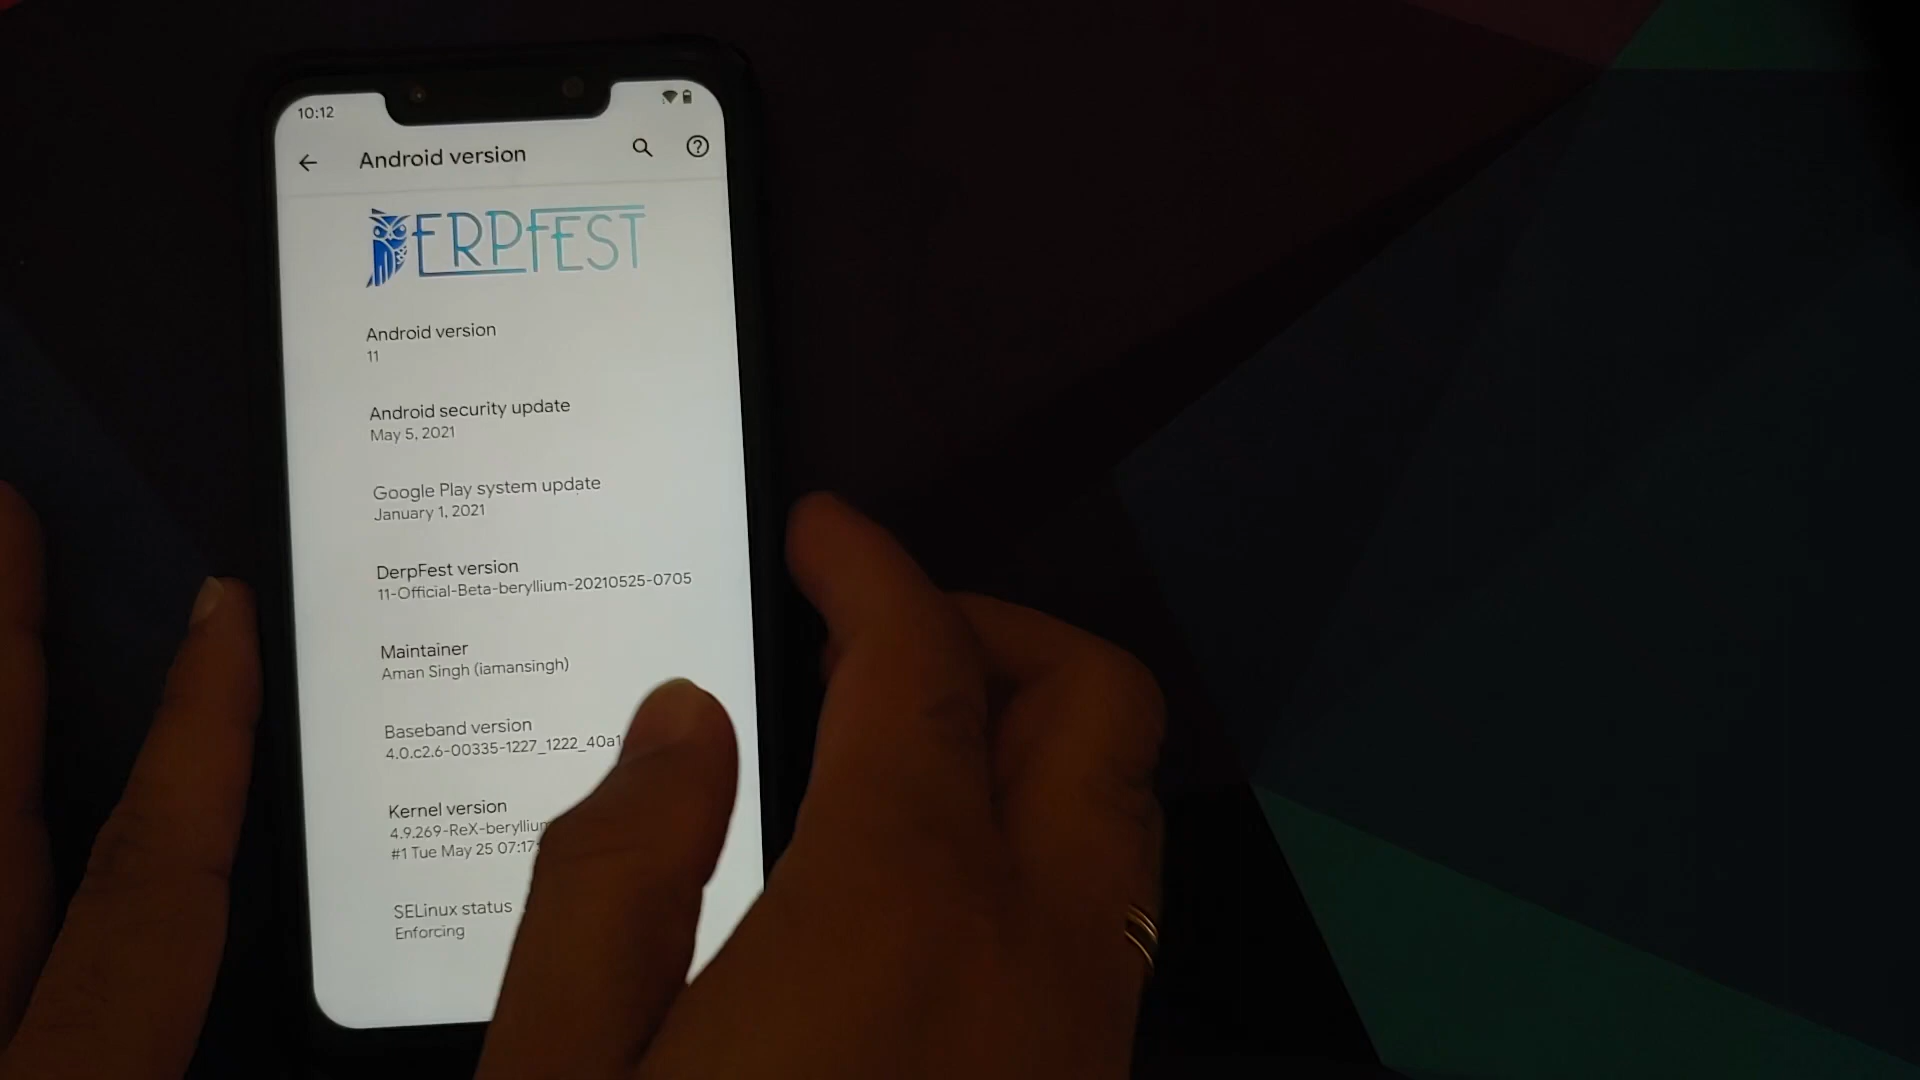 10:12
Android version
DERPFEST
Android version
11
Android security update
May 5, 2021
Google Play system update
January 1, 2021
DerpFest version
11-Official-Beta-beryllium-20210525-0705
Maintainer
Aman Singh (iamansingh)
Baseband version
4.0.c2.6-00335-1227_1222_40a1
Kernel version
4.9.269-ReX-beryllium
#1 Tue May 25 07:17:
SELinux status
Enforcing